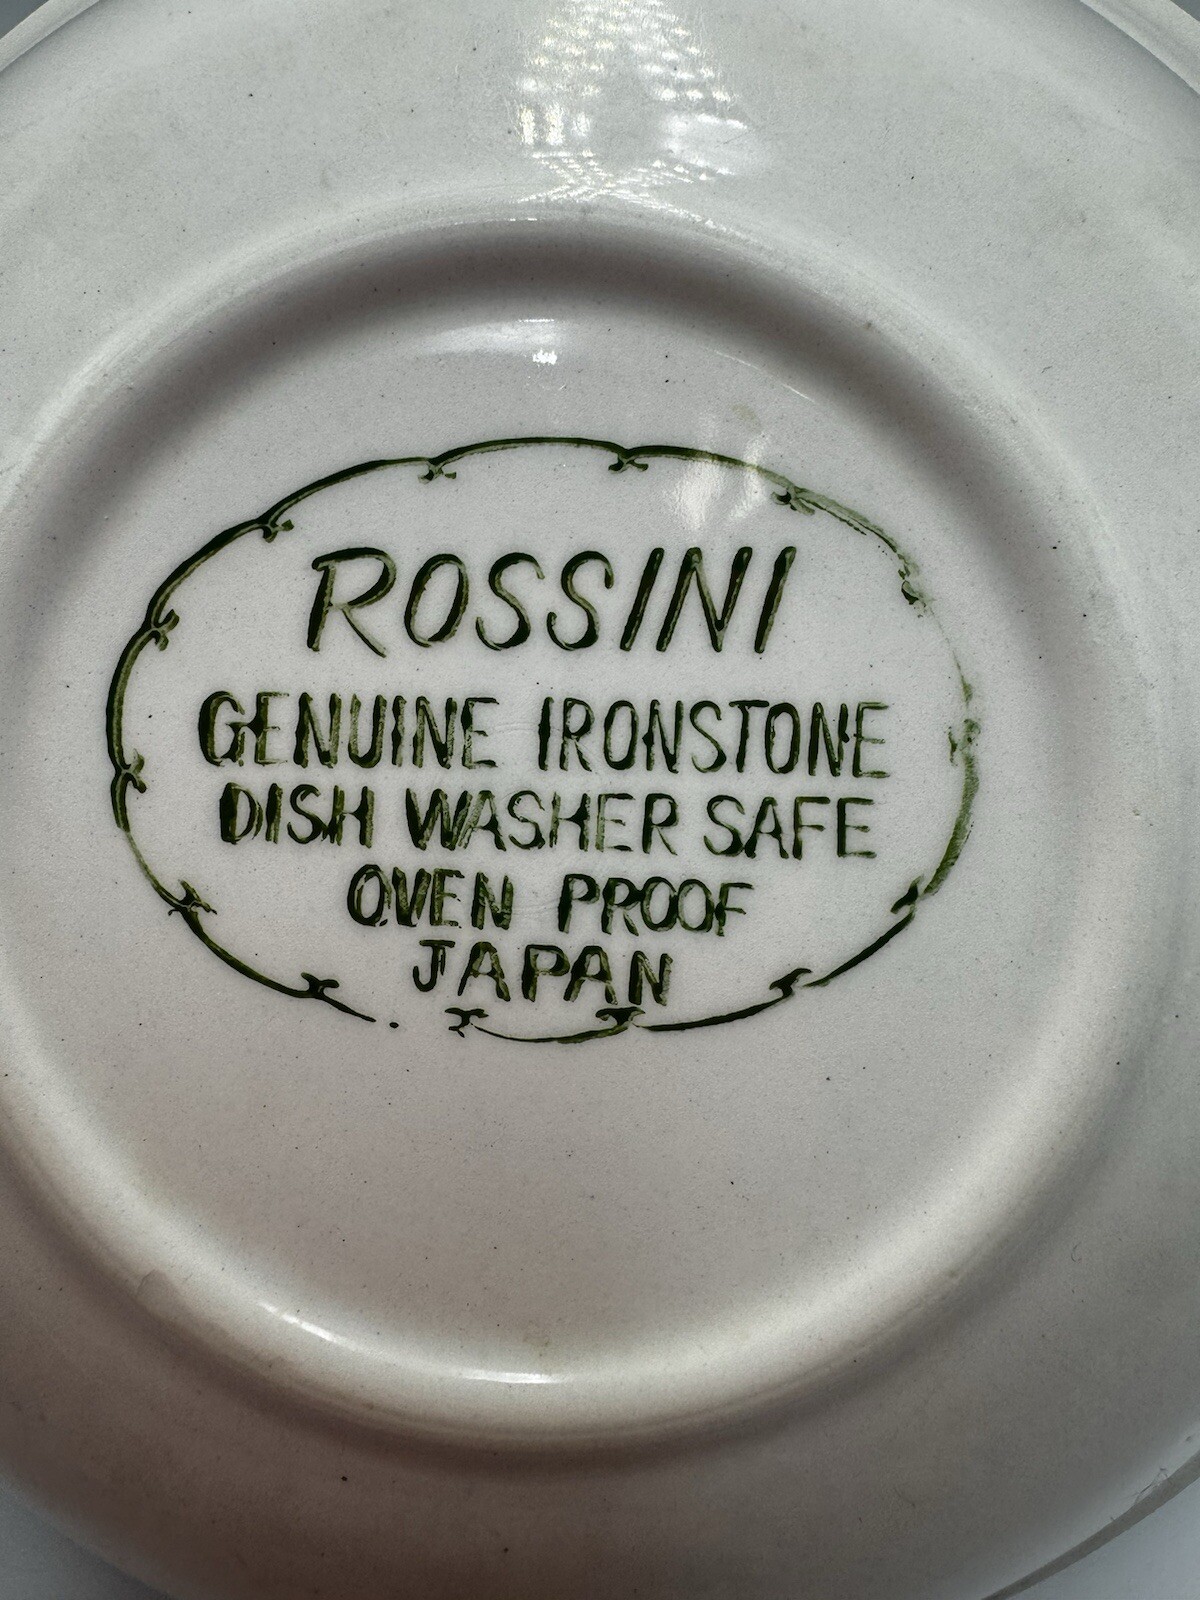 ROSSINI
GENUINE IRONSTONE
DISH WASHER SAFE
OVEN PROOF
JAPAN